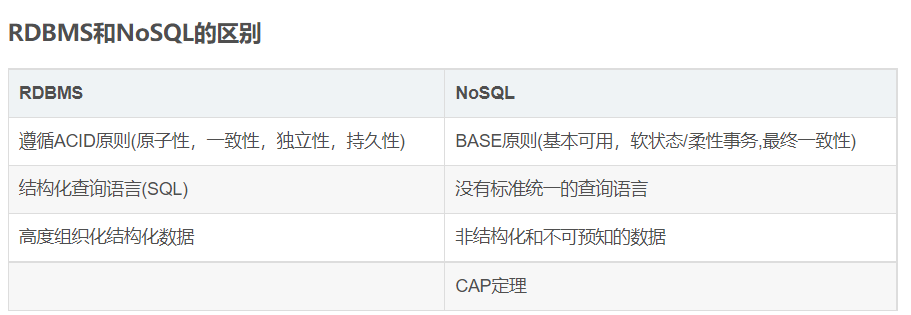 RDBMS和NoSQL的区别
RDBMS
NoSQL
遵循ACID原则(原子性，一致性，独立性，持久性)
BASE原则(基本可用，软状态/柔性事务,最终一致性)
结构化查询语言(SQL)
没有标准统一的查询语言
高度组织化结构化数据
非结构化和不可预知的数据
CAP定理